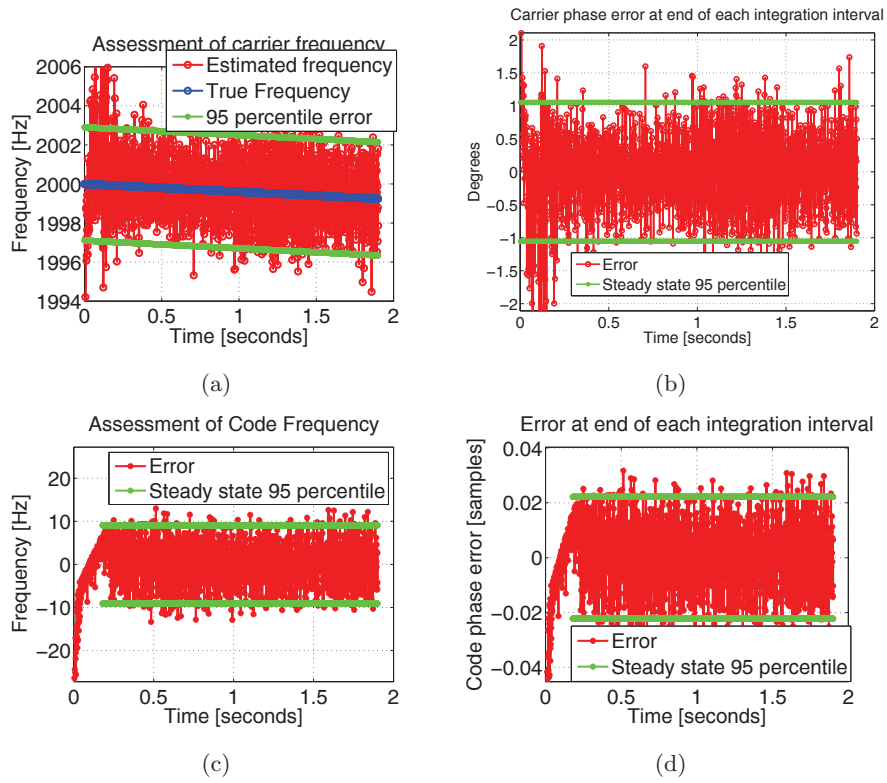 Assessment of carrier frequency
Estimated frequency
True Frequency
95 percentile error
Frequency [Hz]
2006
2004
2002
2000
1998
1996
1994
0 0.5 1 1.5 2
Time [seconds]
(a)
Carrier phase error at end of each integration interval
Degrees
2
1.5
1
0.5
0
−0.5
−1
−1.5
−2
Error
Steady state 95 percentile
0 0.5 1 1.5 2
Time [seconds]
(b)
Assessment of Code Frequency
Error
Steady state 95 percentile
Frequency [Hz]
20
10
0
−10
−20
0 0.5 1 1.5 2
Time [seconds]
(c)
Error at end of each integration interval
Code phase error [samples]
0.04
0.02
0
−0.02
−0.04
Error
Steady state 95 percentile
0 0.5 1 1.5 2
Time [seconds]
(d)